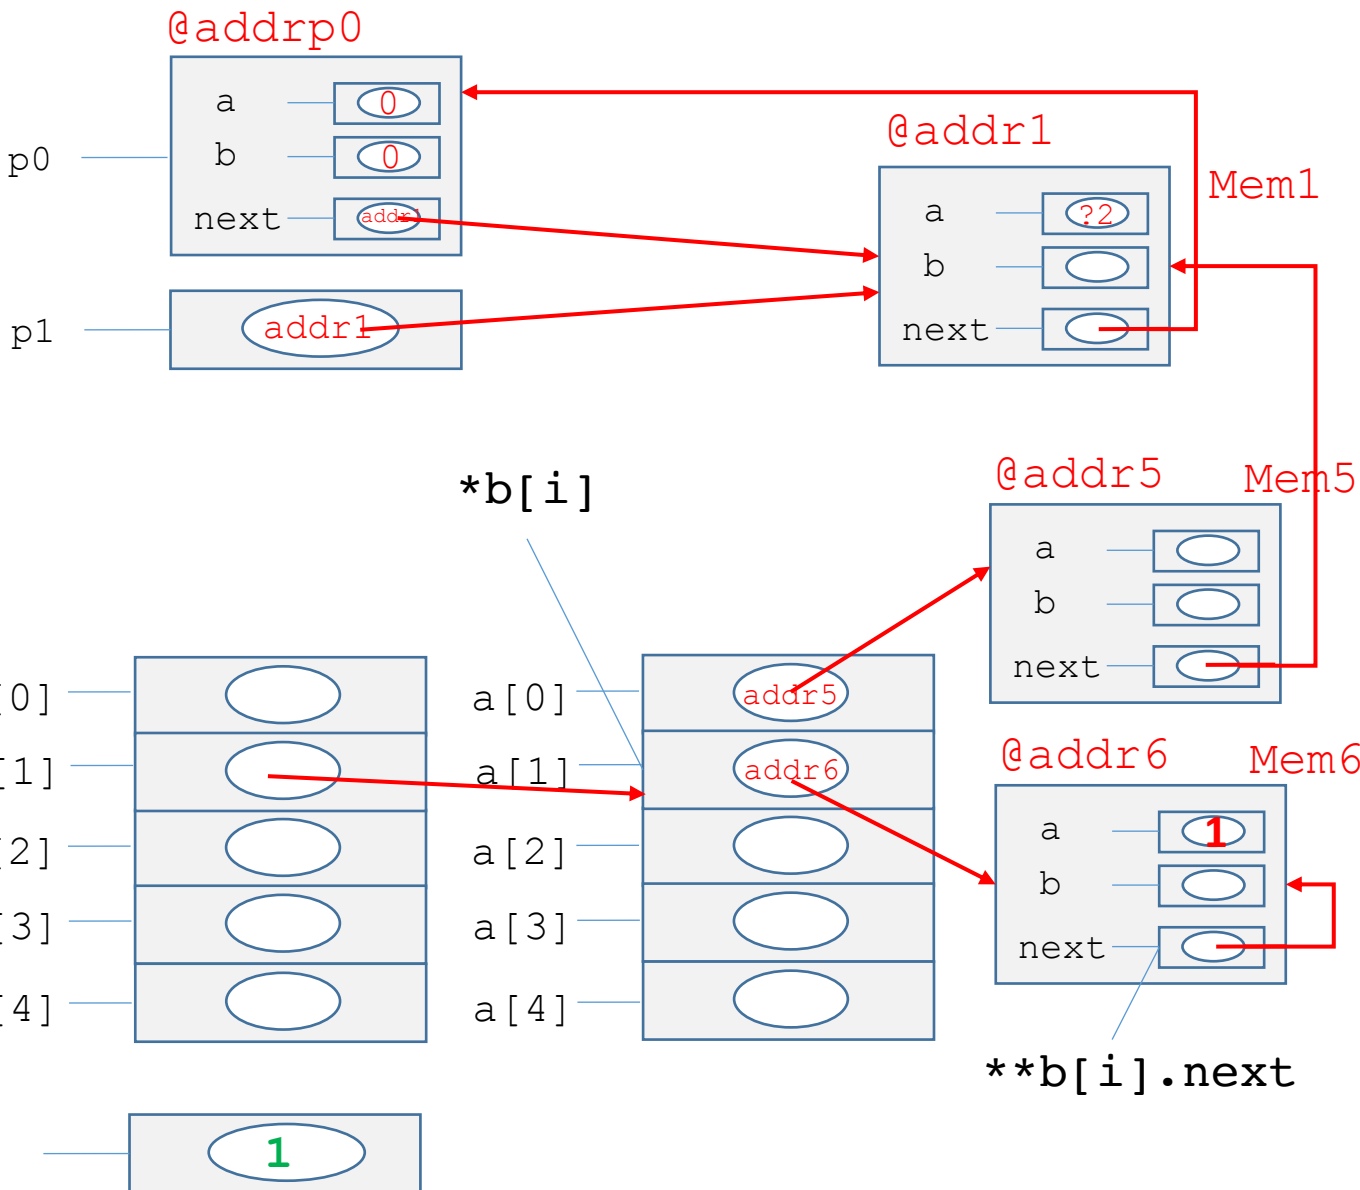 @addrp0
a 0
p0
b 0
next addr1
@addr1
Mem1
a ?2
b
next
p1
addr1
*b[i]
@addr5
Mem5
a
b
next
0]
a[0]
addr5
[1]
a[1]
addr6
@addr6
Mem6
a 1
b
next
2]
a[2]
3]
a[3]
4]
a[4]
**b[i].next
1